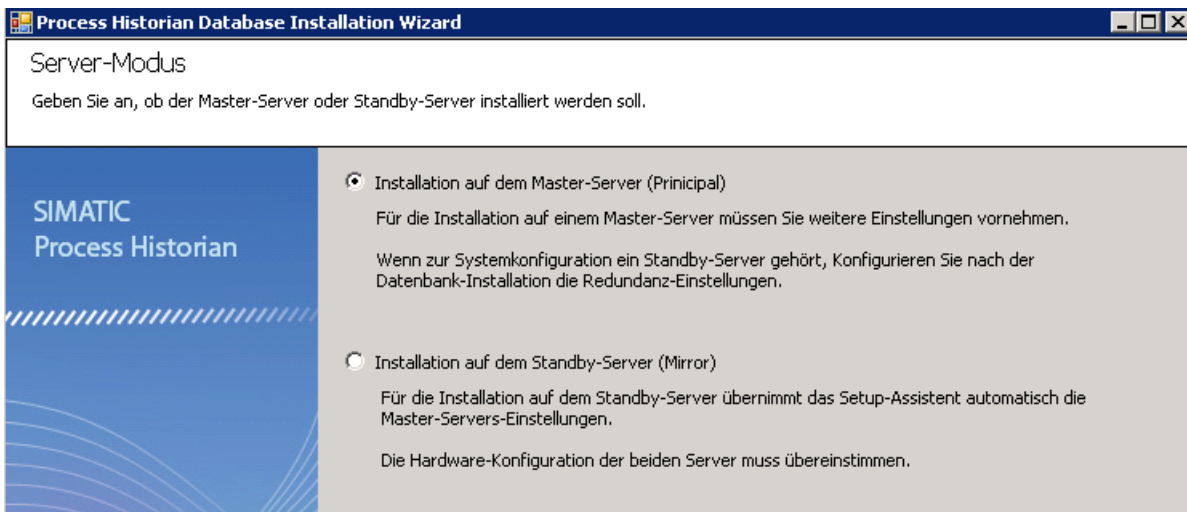 Process Historian Database Installation Wizard
Server-Modus
Geben Sie an, ob der Master-Server oder Standby-Server installiert werden soll.
SIMATIC
Process Historian
Installation auf dem Master-Server (Prinicipal)
Für die Installation auf einem Master-Server müssen Sie weitere Einstellungen vornehmen.
Wenn zur Systemkonfiguration ein Standby-Server gehört, Konfigurieren Sie nach der
Datenbank-Installation die Redundanz-Einstellungen.
Installation auf dem Standby-Server (Mirror)
Für die Installation auf dem Standby-Server übernimmt das Setup-Assistent automatisch die
Master-Servers-Einstellungen.
Die Hardware-Konfiguration der beiden Server muss übereinstimmen.